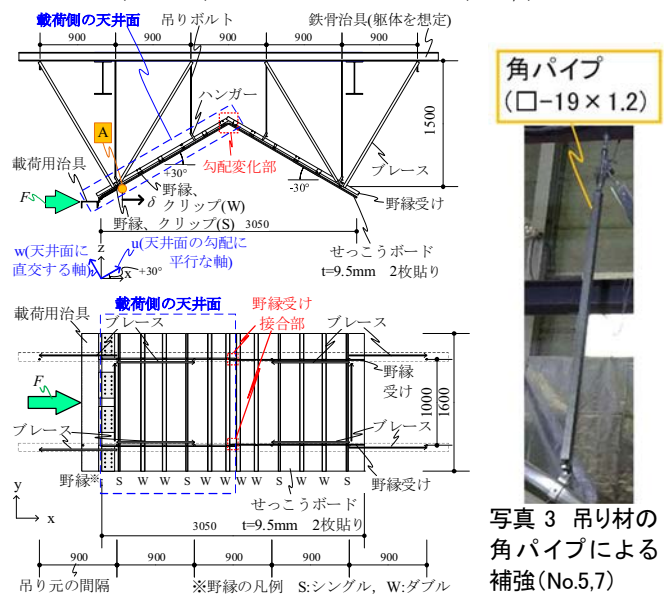 載荷側の天井面
吊りボルト
鉄骨治具(躯体を想定)
900
900
900
900
900
ハンガー
1500
A
載荷用治具
+30°
勾配変化部
-30°
ブレース
F
δ
野縁、
クリップ(W)
野縁受け
野縁、クリップ(S)
3050
w(天井面に
直交する軸)
z
u(天井面の勾配に
平行な軸)
+30°
x
せっこうボード
t=9.5mm 2枚貼り
載荷用治具
載荷側の天井面
野縁受け
接合部
ブレース
ブレース
F
野縁
受け
1000
1600
ブレース
ブレース
野縁※
S W W S W W W W S W W S
野縁受け
せっこうボード
t=9.5mm 2枚貼り
y
x
3050
900
900
900
900
900
吊り元の間隔
※野縁の凡例 S:シングル, W:ダブル
角パイプ
(□-19×1.2)
写真 3 吊り材の
角パイプによる
補強(No.5,7)